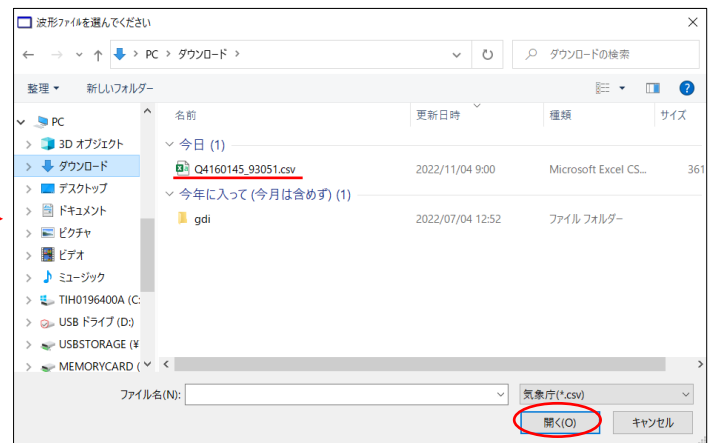 波形ファイルを選んでください
PC > ダウンロード >
ダウンロードの検索
整理 新しいフォルダー
名前 更新日時 種類 サイズ
PC
3D オブジェクト
ダウンロード
デスクトップ
ドキュメント
ピクチャ
ビデオ
ミュージック
TIH0196400A (C:
USB ドライブ (D:)
USBSTORAGE (¥
MEMORYCARD (
今日 (1)
Q4160145_93051.csv 2022/11/04 9:00 Microsoft Excel CS... 361
今年に入って (今月は含めず) (1)
gdi 2022/07/04 12:52 ファイル フォルダー
ファイル名(N): 気象庁(*.csv)
開く(O) キャンセル